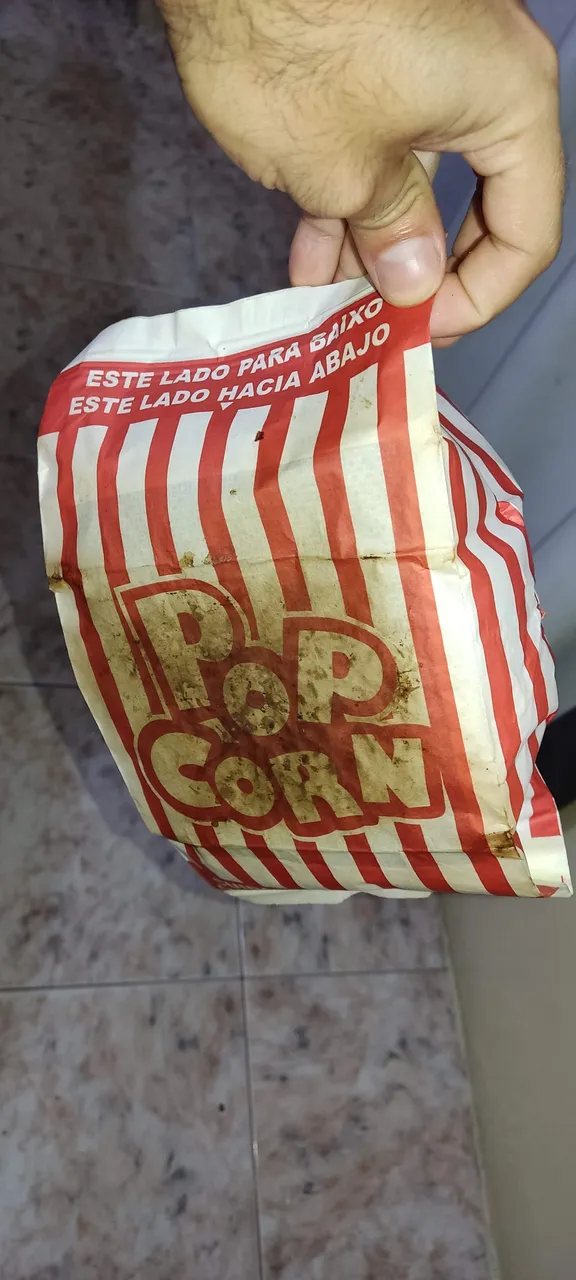 ESTE LADO PARA BAIXO
ESTE LADO HACIA ABAJO
POP
CORN